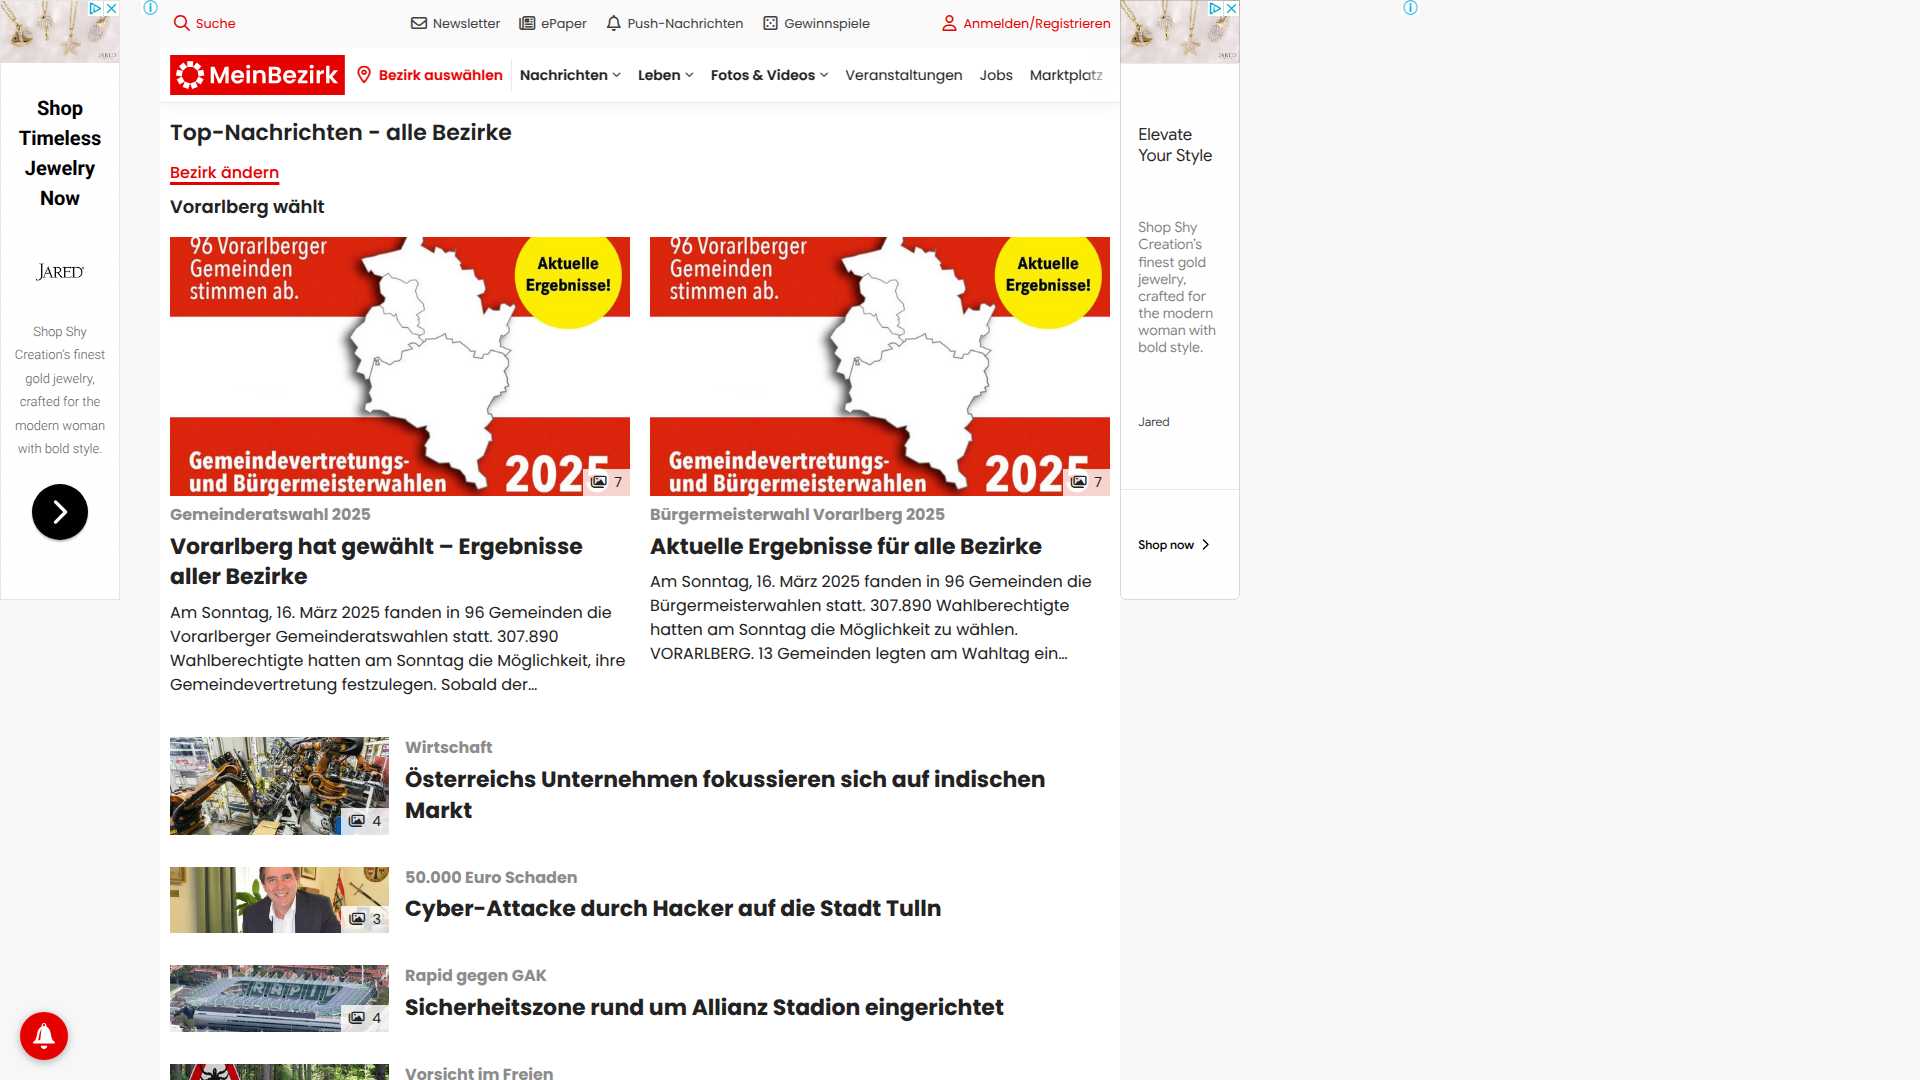 Suche
Newsletter
ePaper
Push-Nachrichten
Gewinnspiele
Anmelden/Registrieren
MeinBezirk
Bezirk auswählen
Nachrichten
Leben
Fotos & Videos
Veranstaltungen
Jobs
Marktplatz
Top-Nachrichten - alle Bezirke
Bezirk ändern
Vorarlberg wählt
96 Vorarlberger
Gemeinden
stimmen ab.
Aktuelle
Ergebnisse!
Gemeindevertretungs-
und Bürgermeisterwahlen
2025
7
Gemeinderatswahl 2025
Vorarlberg hat gewählt – Ergebnisse
aller Bezirke
Am Sonntag, 16. März 2025 fanden in 96 Gemeinden die
Vorarlberger Gemeinderatswahlen statt. 307.890
Wahlberechtigte hatten am Sonntag die Möglichkeit, ihre
Gemeindevertretung festzulegen. Sobald der...
96 Vorarlberger
Gemeinden
stimmen ab.
Aktuelle
Ergebnisse!
Gemeindevertretungs-
und Bürgermeisterwahlen
2025
7
Bürgermeisterwahl Vorarlberg 2025
Aktuelle Ergebnisse für alle Bezirke
Am Sonntag, 16. März 2025 fanden in 96 Gemeinden die
Bürgermeisterwahlen statt. 307.890 Wahlberechtigte
hatten am Sonntag die Möglichkeit zu wählen.
VORARLBERG. 13 Gemeinden legten am Wahltag ein...
4
Wirtschaft
Österreichs Unternehmen fokussieren sich auf indischen
Markt
3
50.000 Euro Schaden
Cyber-Attacke durch Hacker auf die Stadt Tulln
RAPID
4
Rapid gegen GAK
Sicherheitszone rund um Allianz Stadion eingerichtet
Vorsicht im Freien
JARED
Shop
Timeless
Jewelry
Now
JARED
Shop Shy
Creation's finest
gold jewelry,
crafted for the
modern woman
with bold style.
JARED
Elevate
Your Style
Shop Shy
Creation's
finest gold
jewelry,
crafted for
the modern
woman with
bold style.
Jared
Shop now